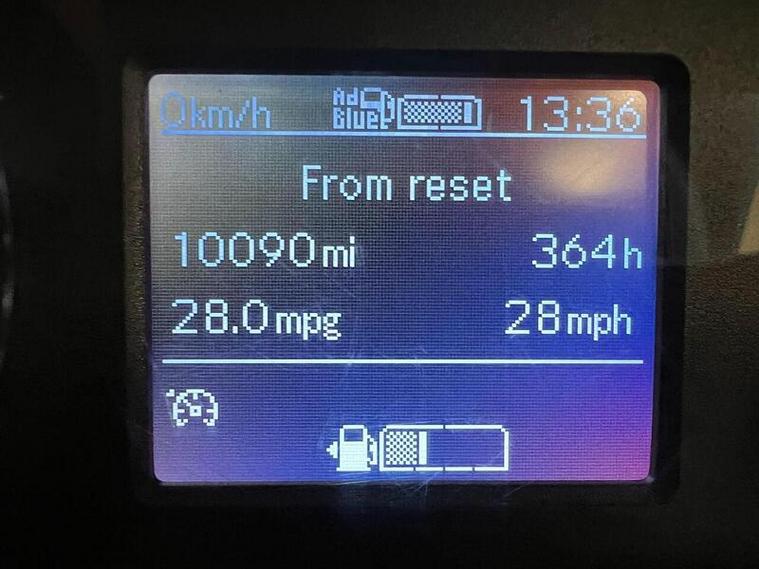 0km/h Ad Blue 13:36
From reset
10090mi 364h
28.0mpg 28mph